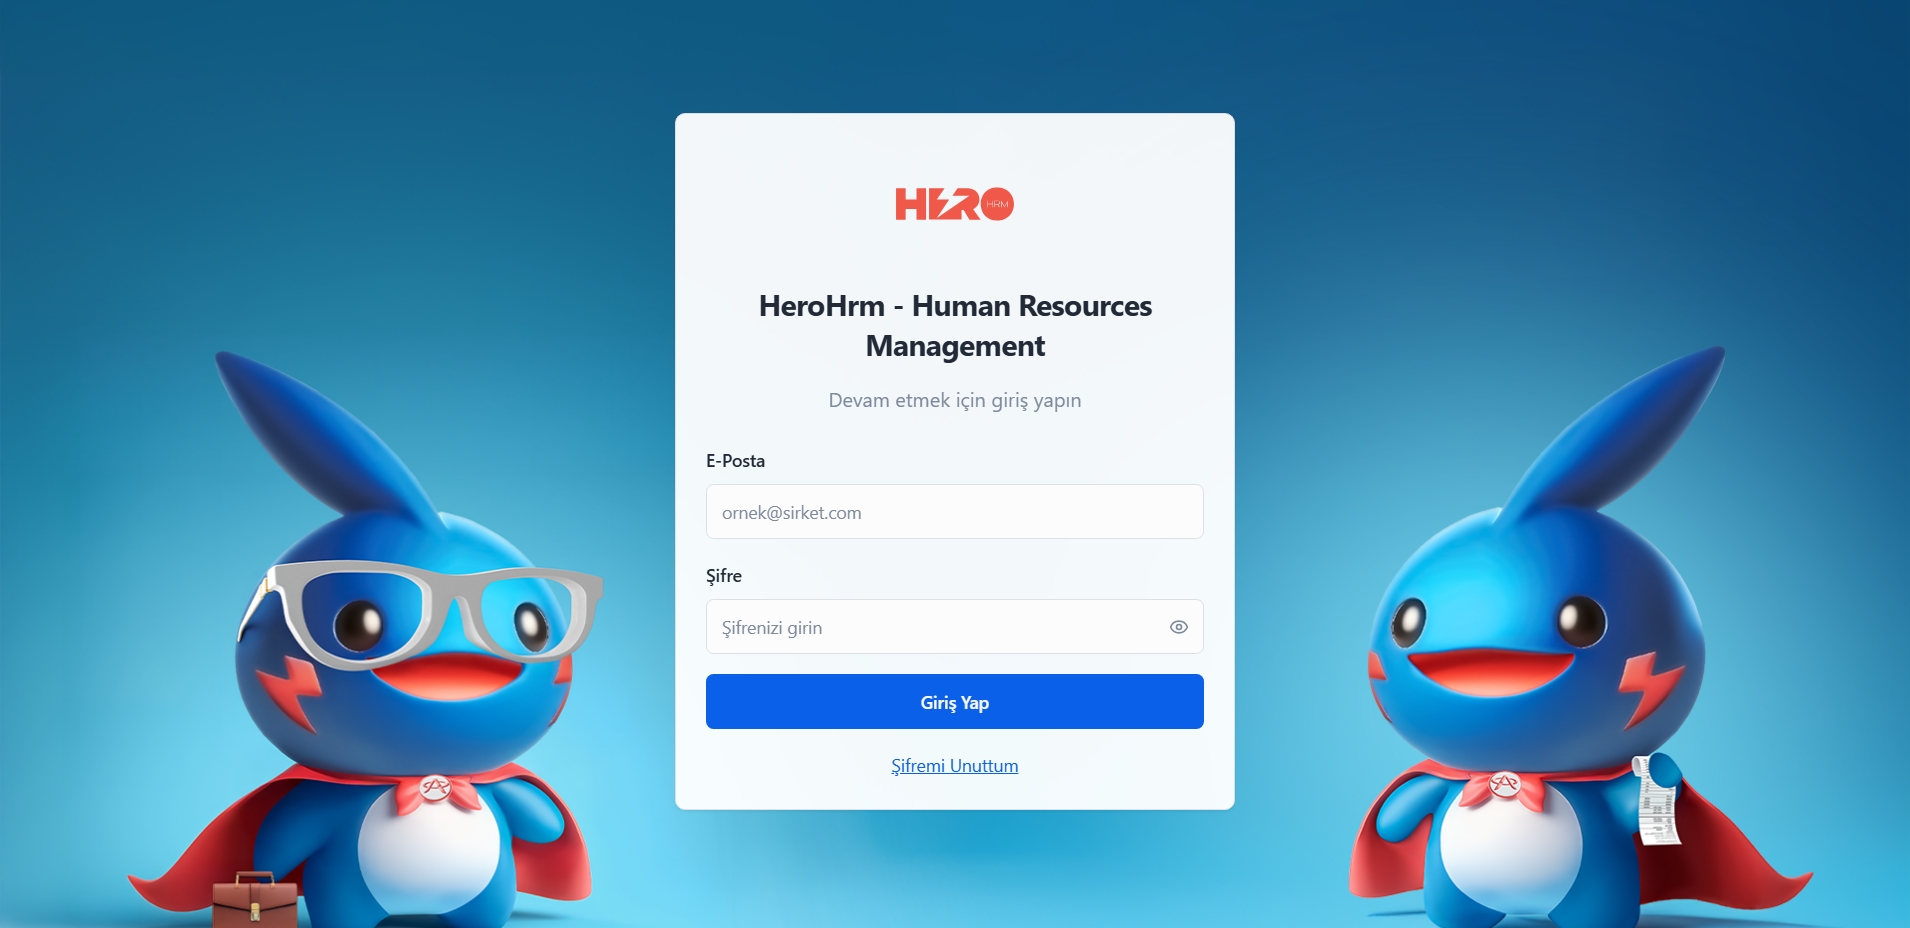 HERO HRM
HeroHrm - Human Resources
Management
Devam etmek için giriş yapın
E-Posta
ornek@sirket.com
Şifre
Şifrenizi girin
Giriş Yap
Şifremi Unuttum